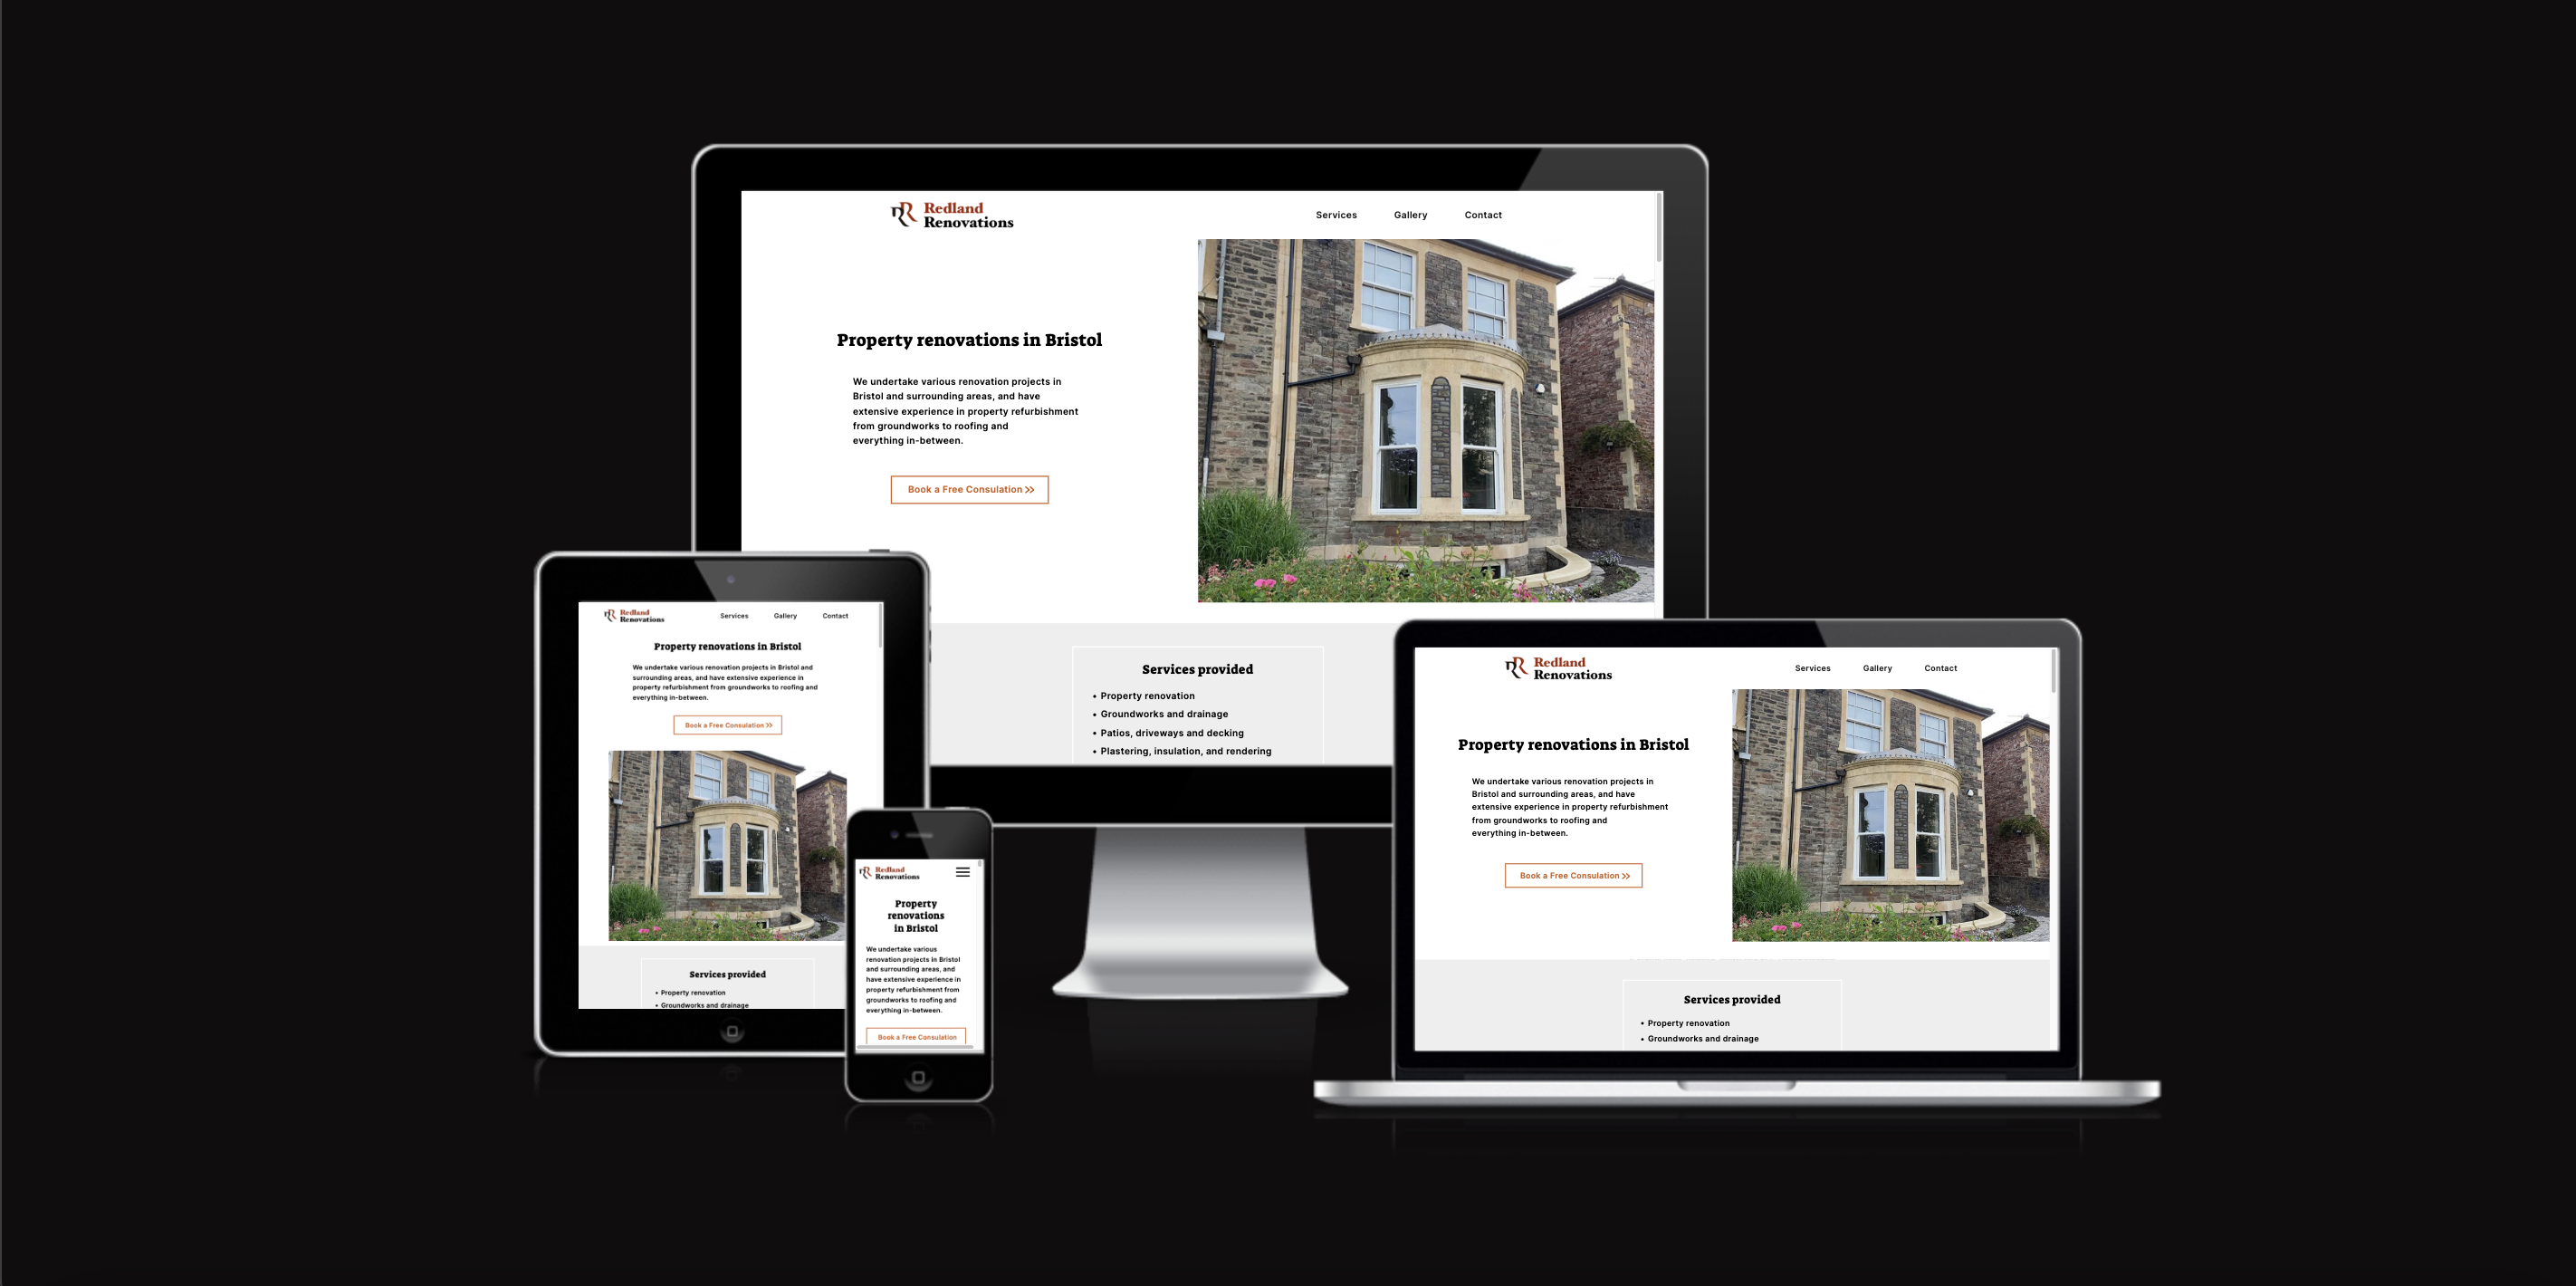 Redland
Renovations
Services Gallery Contact
Property renovations in Bristol
We undertake various renovation projects in
Bristol and surrounding areas, and have
extensive experience in property refurbishment
from groundworks to roofing and
everything in-between.
Book a Free Consulation
Services provided
• Property renovation
• Groundworks and drainage
• Patios, driveways and decking
• Plastering, insulation, and rendering
Redland
Renovations
Services Gallery Contact
Property renovations in Bristol
We undertake various renovation projects in Bristol and
surrounding areas, and have extensive experience in
property refurbishment from groundworks to roofing and
everything in-between.
Book a Free Consulation
Services provided
• Property renovation
• Groundworks and drainage
Redland
Renovations
Property
renovations
in Bristol
We undertake various
renovation projects in Bristol
and surrounding areas, and
have extensive experience in
property refurbishment from
groundworks to roofing and
everything in-between.
Book a Free Consulation
Redland
Renovations
Services Gallery Contact
Property renovations in Bristol
We undertake various renovation projects in
Bristol and surrounding areas, and have
extensive experience in property refurbishment
from groundworks to roofing and
everything in-between.
Book a Free Consulation
Services provided
• Property renovation
• Groundworks and drainage